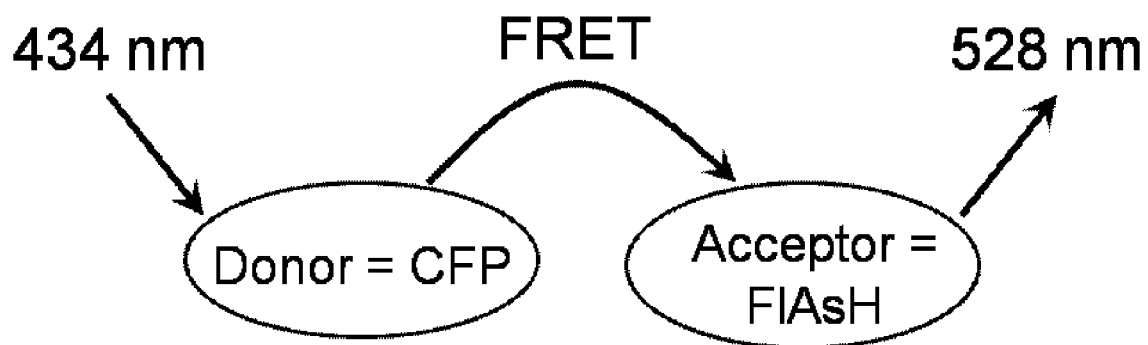 434 nm
FRET
528 nm
Donor = CFP
Acceptor =
FlAsH